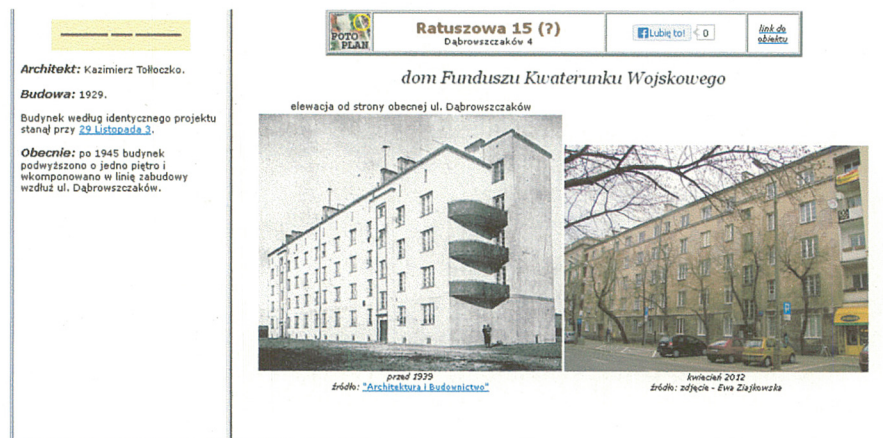 Architekt: Kazimierz Tołłoczko.
Budowa: 1929.
Budynek według identycznego projektu
stanął przy 29 Listopada 3.
Obecnie: po 1945 budynek
podwyższono o jedno piętro i
wkomponowano w linię zabudowy
wzdłuż ul. Dąbrowszczaków.
FOTO
PLAN
Ratuszowa 15 (?)
Dąbrowszczaków 4
Lubię to! 0
link do
obiektu
dom Funduszu Kwaterunku Wojskowego
elewacja od strony obecnej ul. Dąbrowszczaków
przed 1939
źródło: "Architektura i Budownictwo"
kwiecień 2012
źródło: zdjęcie - Ewa Ziajkowska